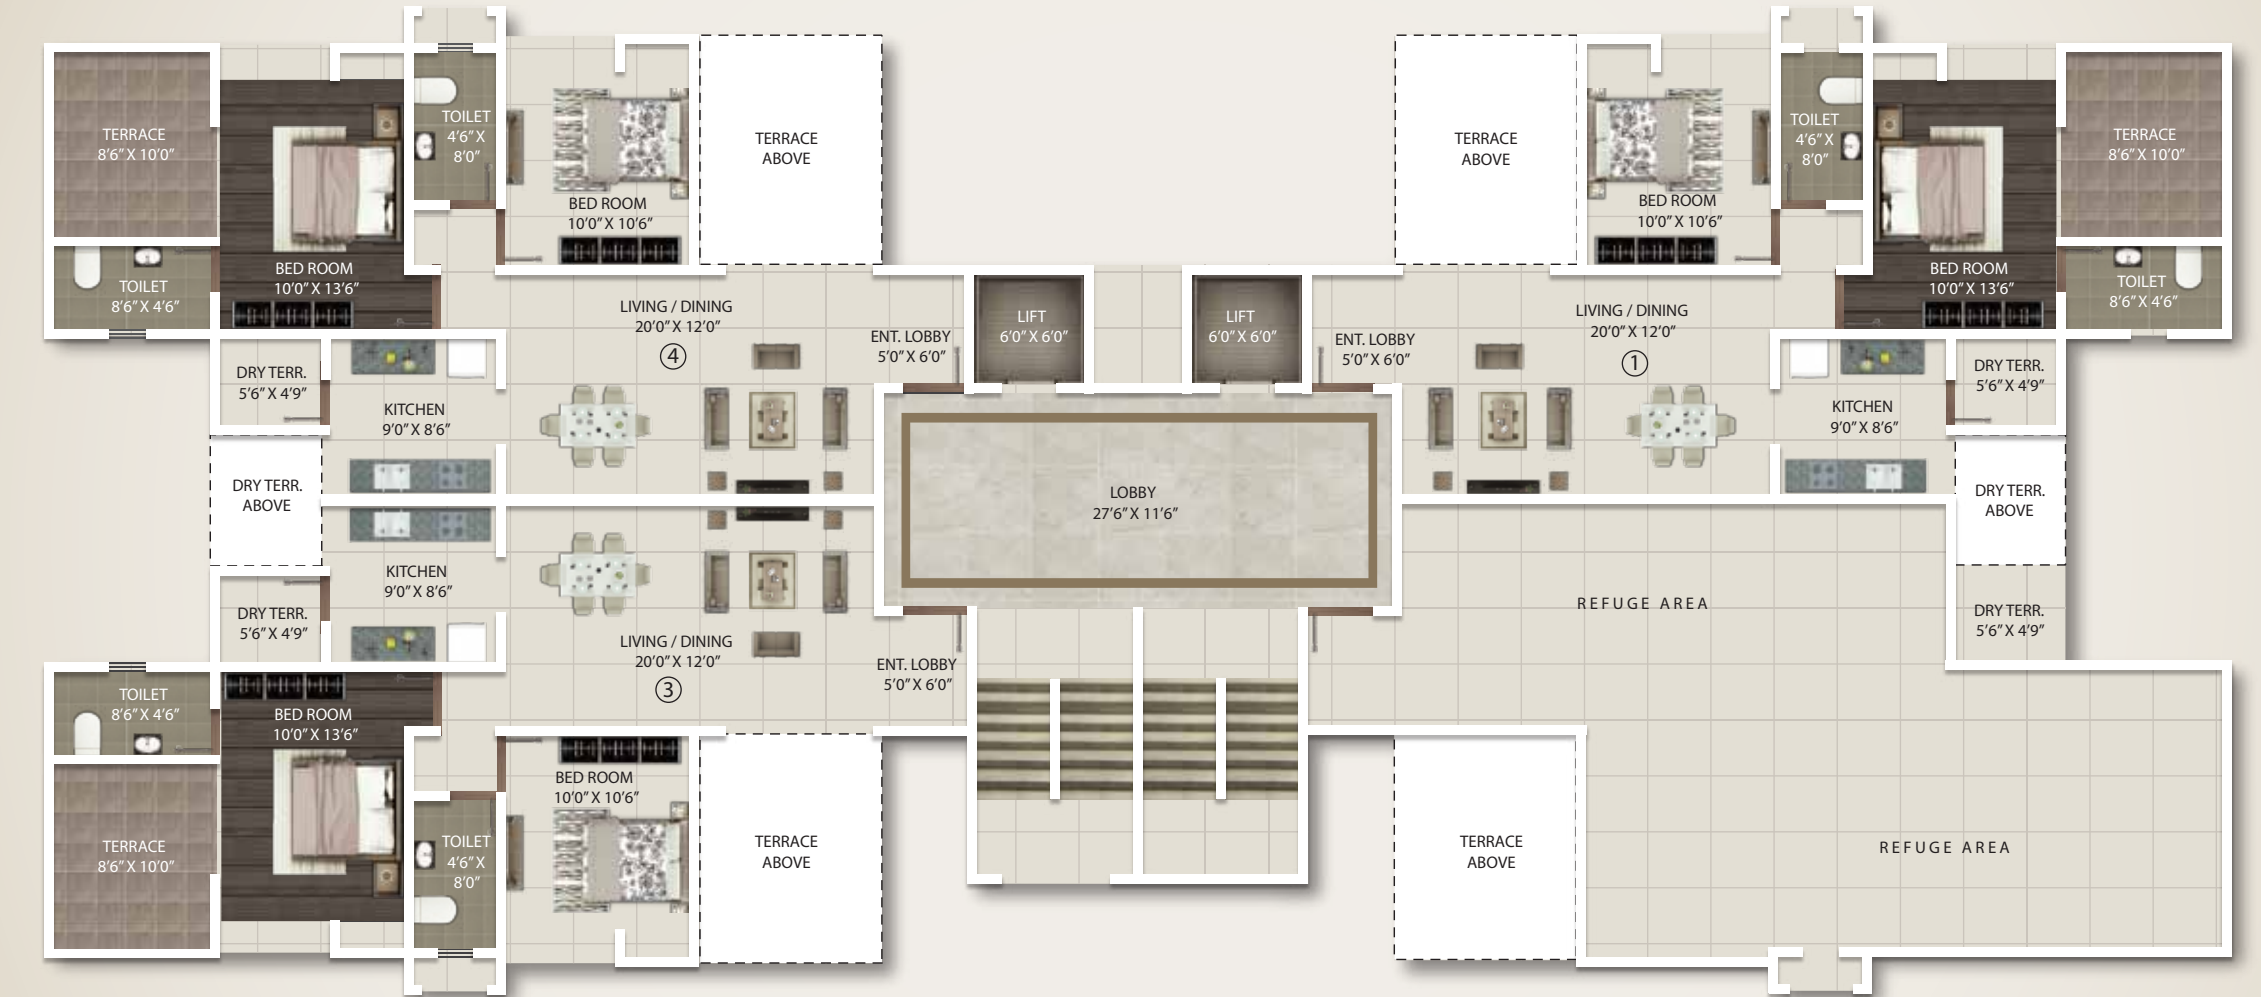 TERRACE
8'6" X 10'0"
TOILET
8'6" X 4'6"
BED ROOM
10'0" X 13'6"
TOILET
4'6" X
8'0"
BED ROOM
10'0" X 10'6"
TERRACE
ABOVE
LIVING / DINING
20'0" X 12'0"
4
ENT. LOBBY
5'0" X 6'0"
DRY TERR.
5'6" X 4'9"
KITCHEN
9'0" X 8'6"
DRY TERR.
ABOVE
LIFT
6'0" X 6'0"
LIFT
6'0" X 6'0"
LOBBY
27'6" X 11'6"
TERRACE
ABOVE
BED ROOM
10'0" X 10'6"
TOILET
4'6" X
8'0"
BED ROOM
10'0" X 13'6"
TERRACE
8'6" X 10'0"
TOILET
8'6" X 4'6"
ENT. LOBBY
5'0" X 6'0"
LIVING / DINING
20'0" X 12'0"
1
KITCHEN
9'0" X 8'6"
DRY TERR.
5'6" X 4'9"
DRY TERR.
ABOVE
KITCHEN
9'0" X 8'6"
DRY TERR.
5'6" X 4'9"
LIVING / DINING
20'0" X 12'0"
3
ENT. LOBBY
5'0" X 6'0"
TOILET
8'6" X 4'6"
BED ROOM
10'0" X 13'6"
TERRACE
8'6" X 10'0"
TOILET
4'6" X
8'0"
BED ROOM
10'0" X 10'6"
TERRACE
ABOVE
REFUGE AREA
DRY TERR.
5'6" X 4'9"
TERRACE
ABOVE
REFUGE AREA